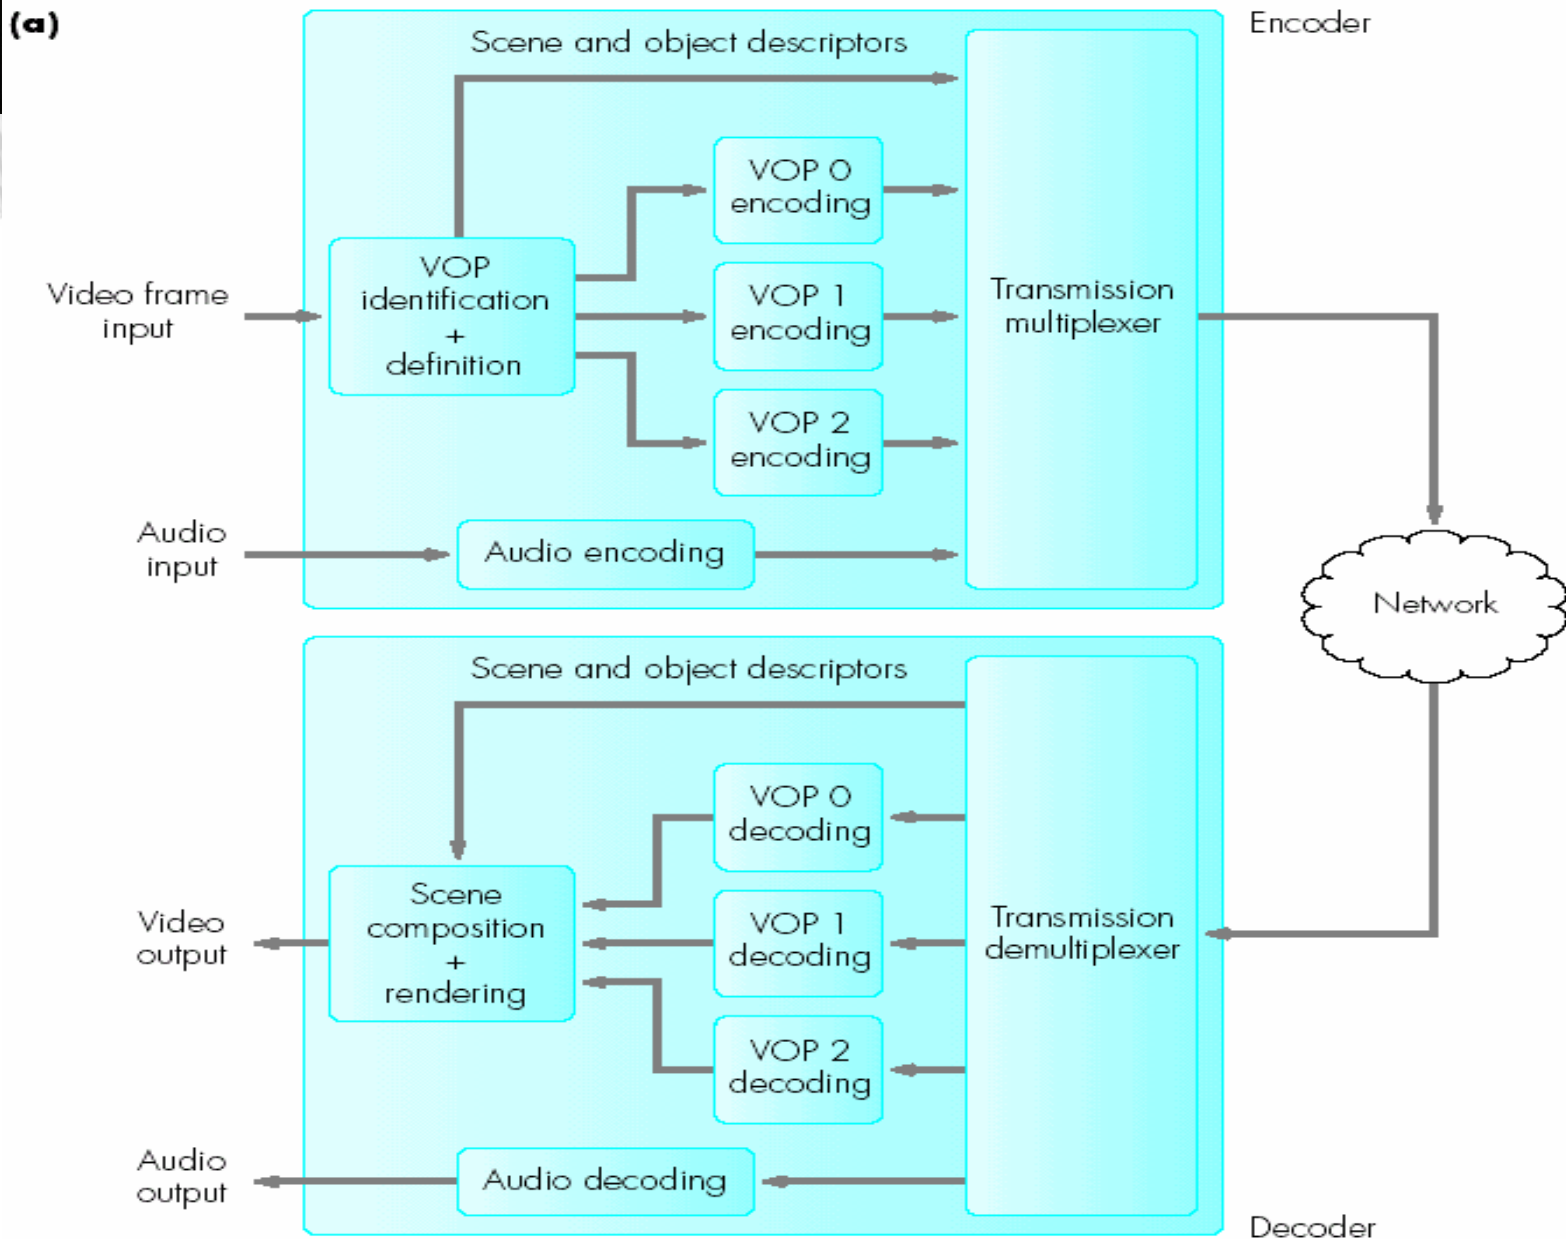 (a)
Encoder
Scene and object descriptors
VOP 0
encoding
VOP
identification
+
definition
Video frame
input
VOP 1
encoding
Transmission
multiplexer
VOP 2
encoding
Audio
input
Audio encoding
Network
Scene and object descriptors
VOP 0
decoding
Scene
composition
+
rendering
Video
output
VOP 1
decoding
Transmission
demultiplexer
VOP 2
decoding
Audio
output
Audio decoding
Decoder